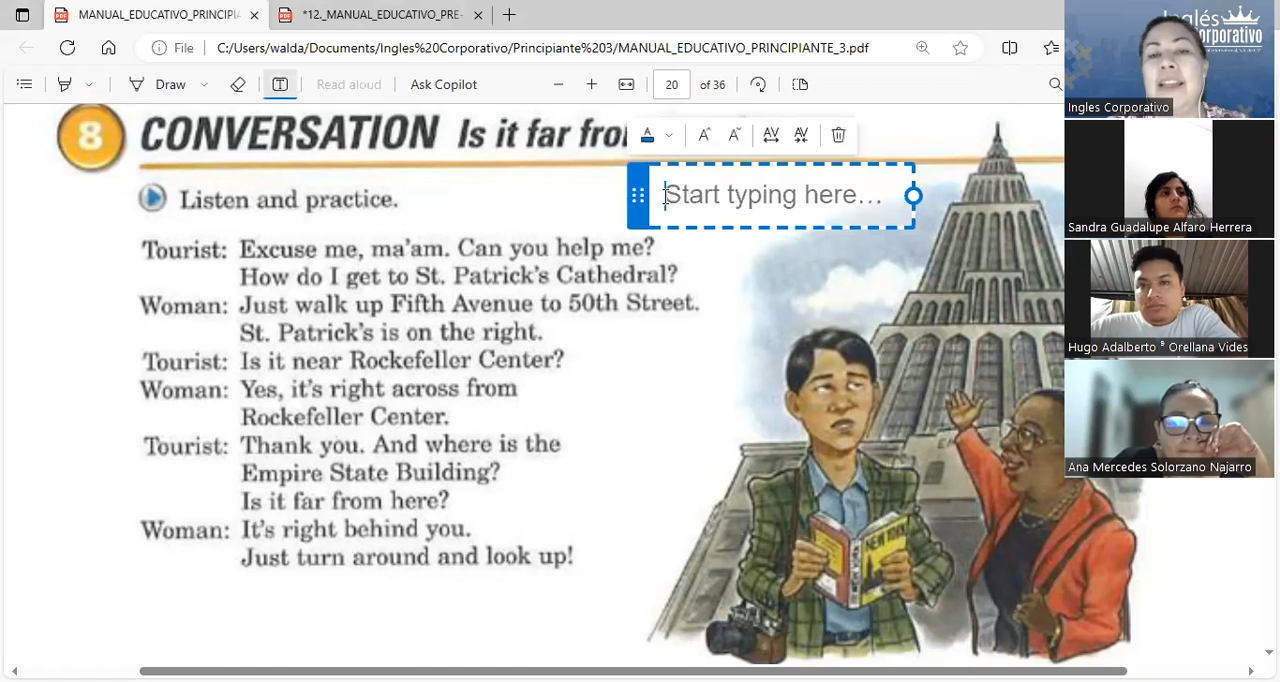 MANUAL_EDUCATIVO_PRINCIPIA
*12._MANUAL_EDUCATIVO_PRE-
File C:/Users/walda/Documents/Ingles%20Corporativo/Principiante%203/MANUAL_EDUCATIVO_PRINCIPIANTE_3.pdf
Draw Read aloud Ask Copilot 20 of 36
8 CONVERSATION Is it far fro
Start typing here...
Listen and practice.
Tourist: Excuse me, ma'am. Can you help me?
How do I get to St. Patrick's Cathedral?
Woman: Just walk up Fifth Avenue to 50th Street.
St. Patrick's is on the right.
Tourist: Is it near Rockefeller Center?
Woman: Yes, it's right across from
Rockefeller Center.
Tourist: Thank you. And where is the
Empire State Building?
Is it far from here?
Woman: It's right behind you.
Just turn around and look up!
NEW YORK
Inglés
Corporativo
Ingles Corporativo
Sandra Guadalupe Alfaro Herrera
Hugo Adalberto Orellana Vides
Ana Mercedes Solorzano Najarro